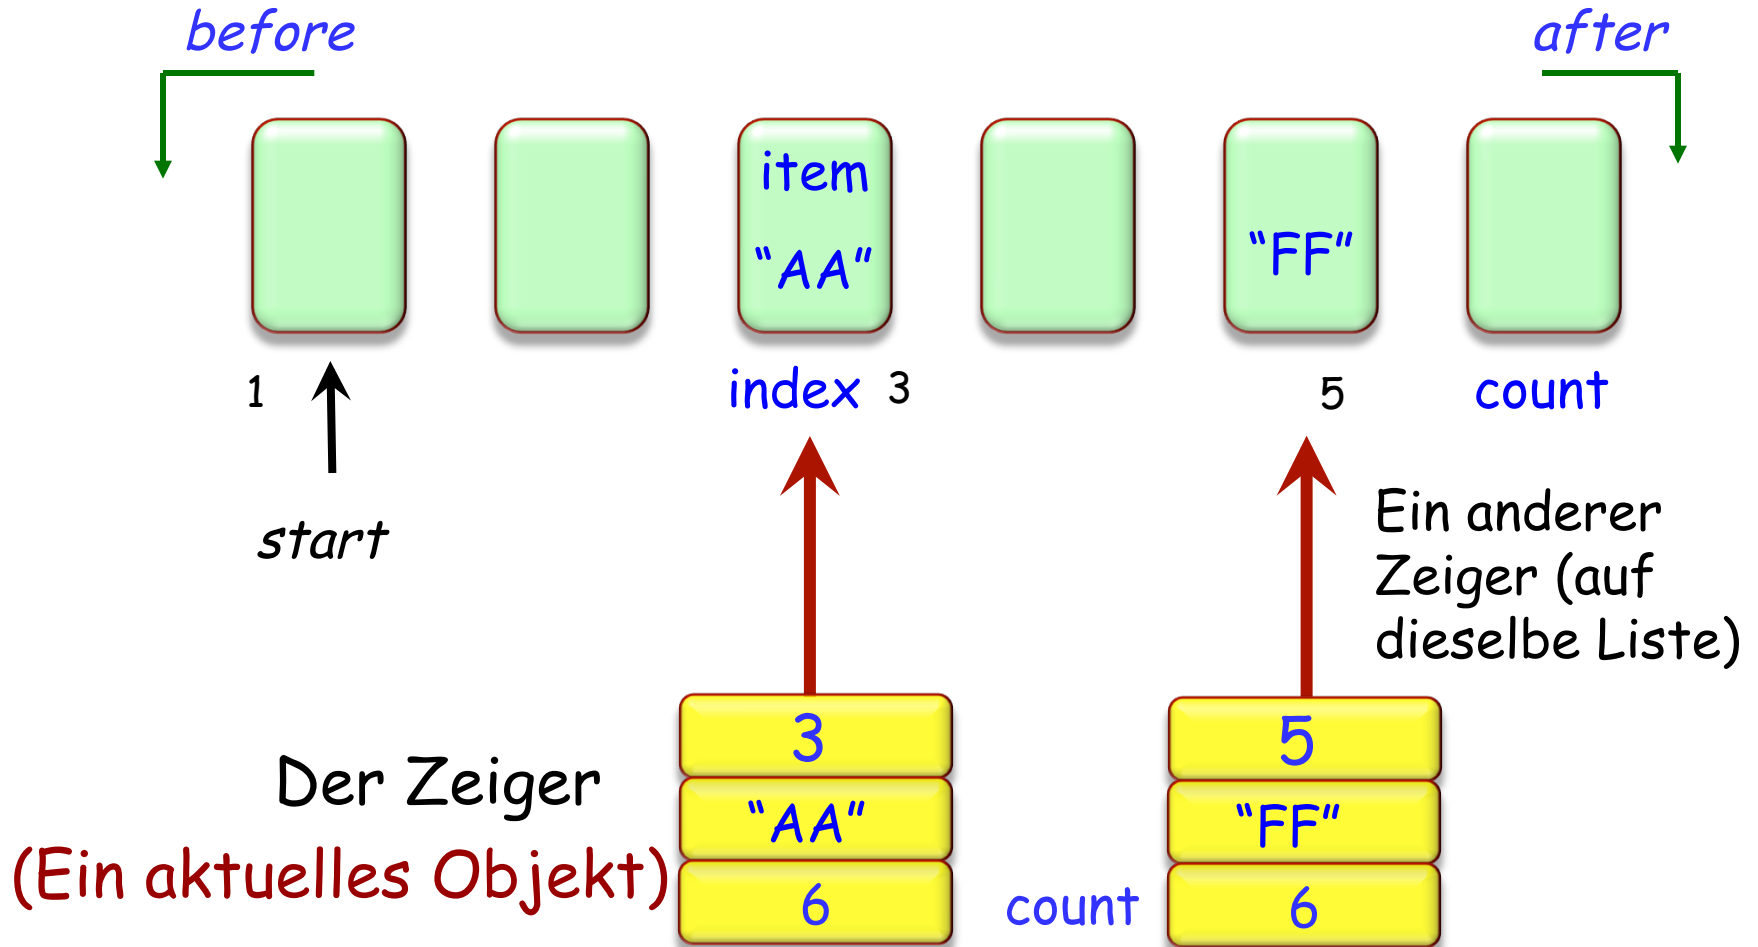 before
after
item
“AA”
“FF”
1
index 3
5
count
start
Ein anderer
Zeiger (auf
dieselbe Liste)
Der Zeiger
(Ein aktuelles Objekt)
3
“AA”
6
count
5
“FF”
6